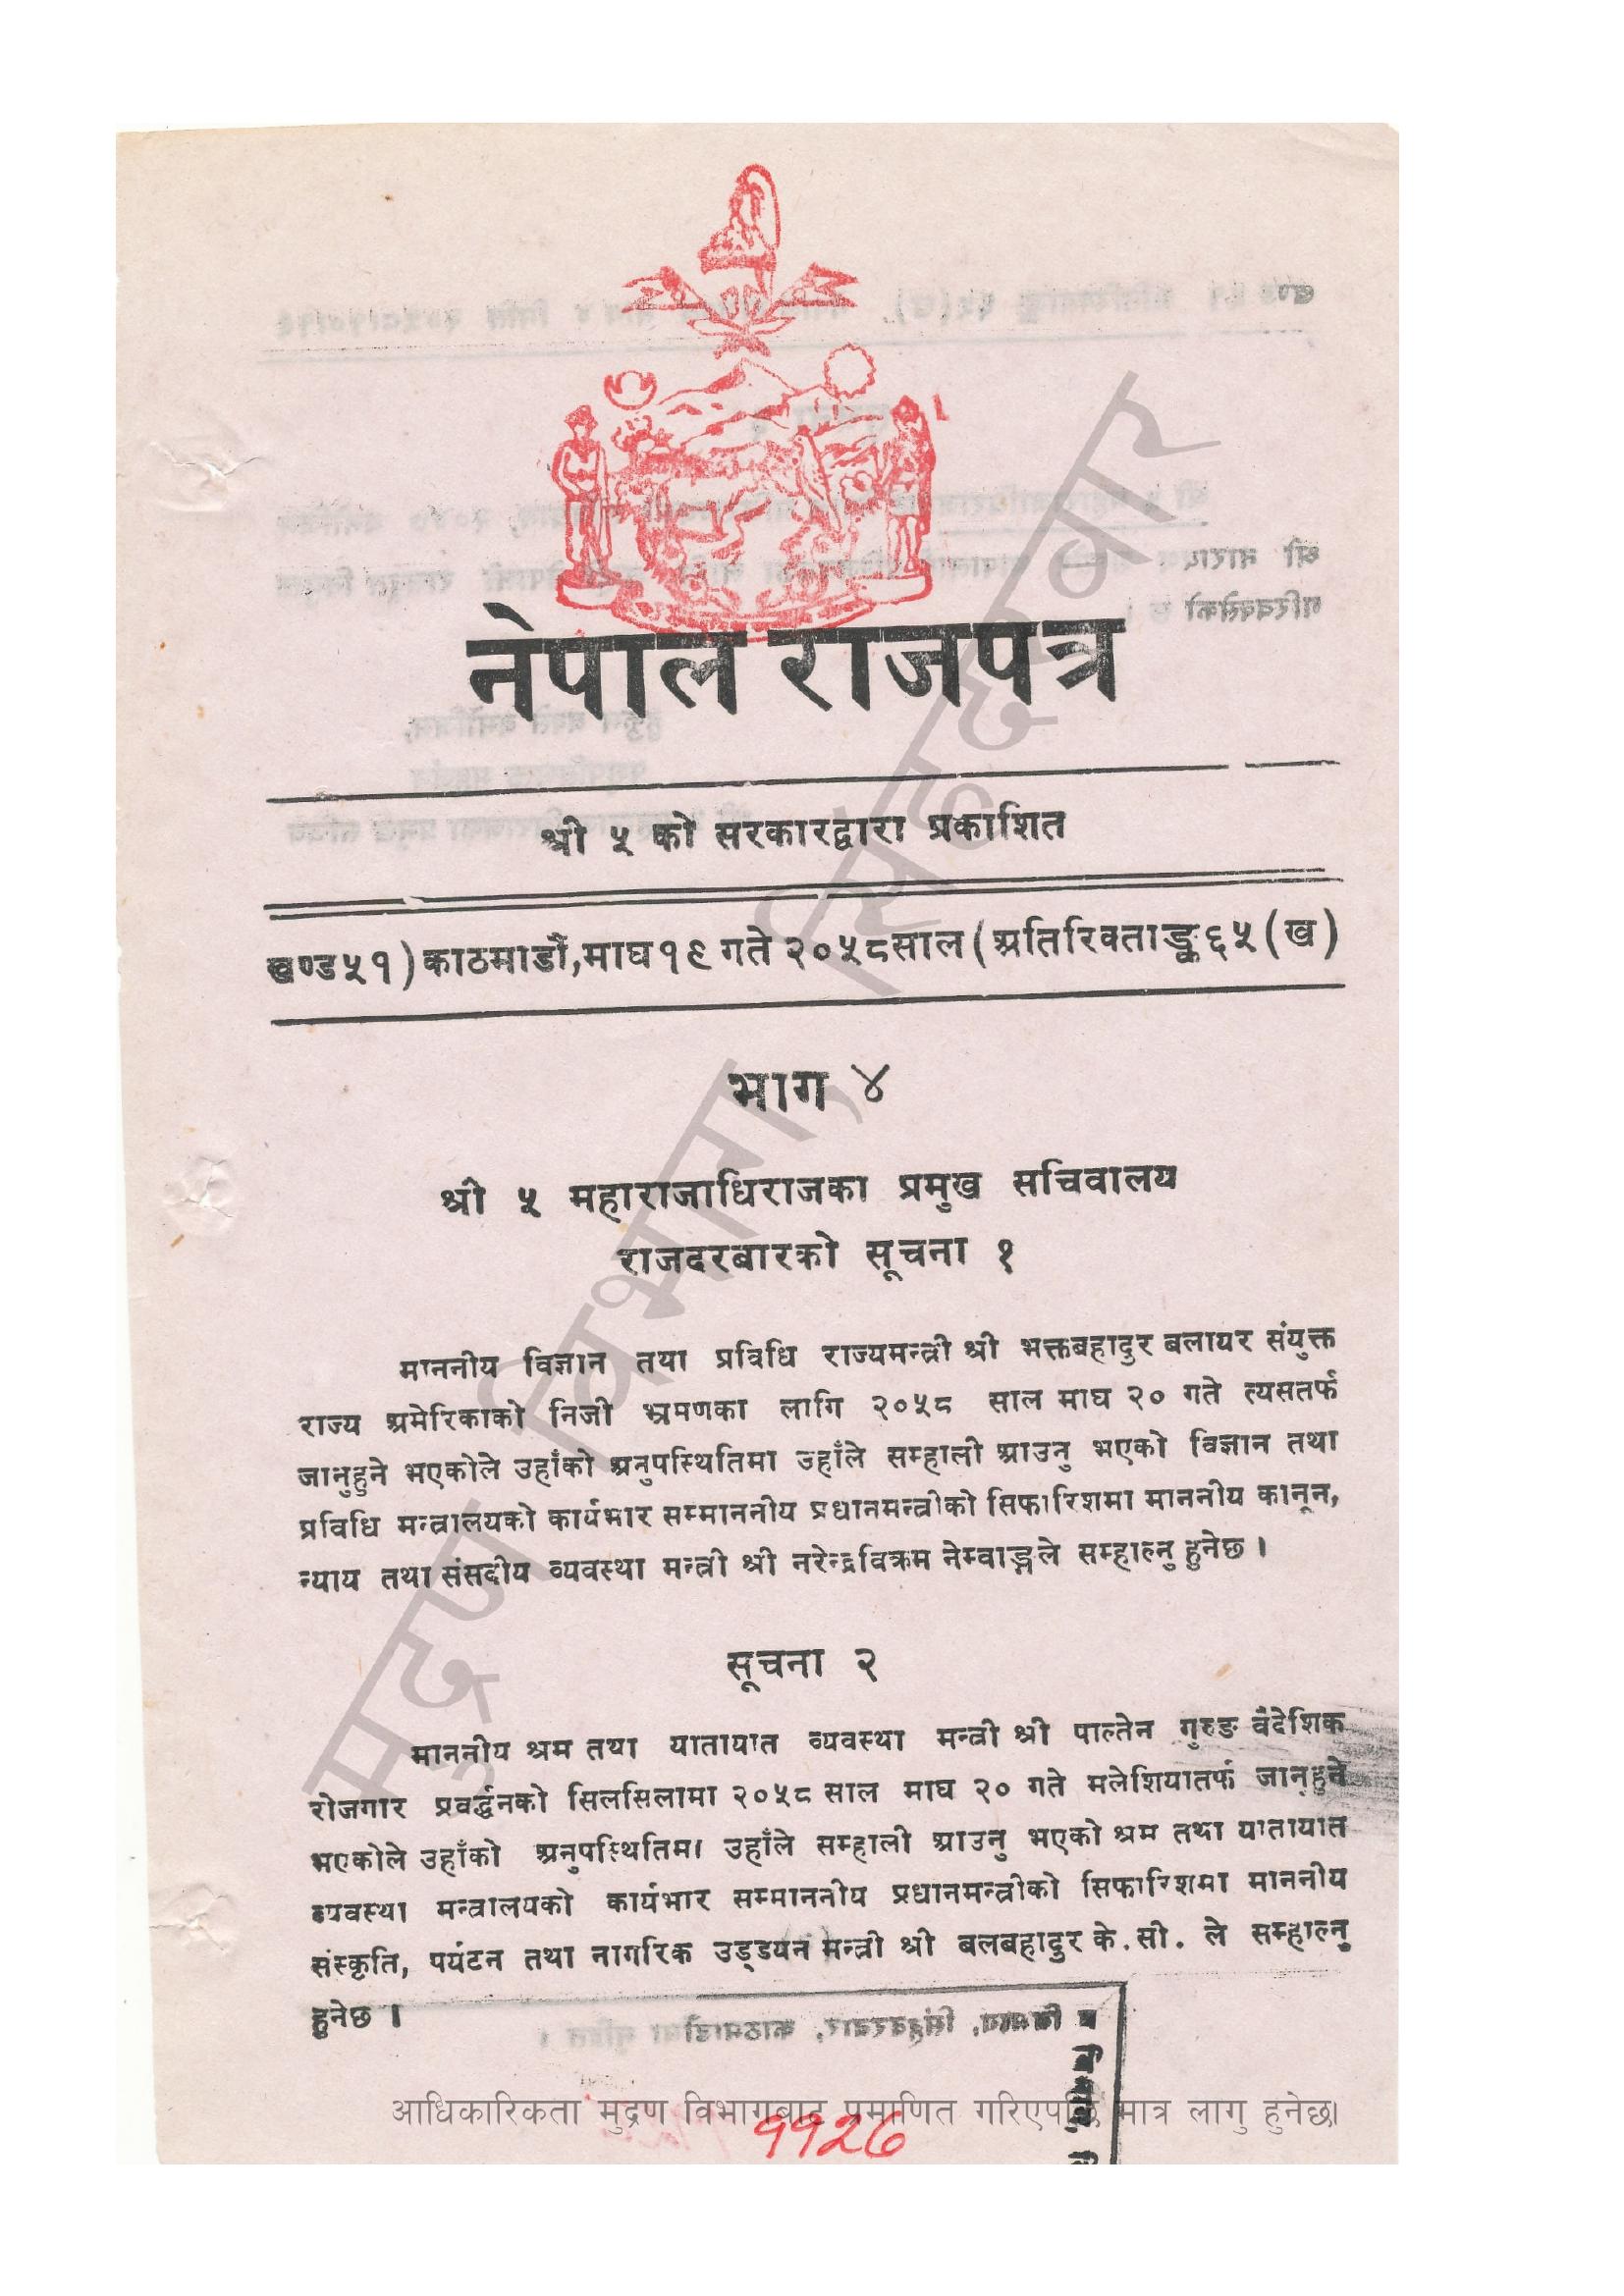 नेपाल राजपत्र
श्री ५ को सरकारद्वारा प्रकाशित
खण्ड ५१) काठमाडौं, माघ १९ गते २०५८ साल (अतिरिक्ताङ्क ६५ (ख)
भाग ४
श्री ५ महाराजाधिराजका प्रमुख सचिवालय
राजदरबारको सूचना १
माननीय विज्ञान तथा प्रविधि राज्यमन्त्री श्री भक्तबहादुर बलायर संयुक्त
राज्य अमेरिकाको निजी भ्रमणका लागि २०५८ साल माघ २० गते त्यसतर्फ
जानुहुने भएकोले उहाँको अनुपस्थितिमा उहाँले सम्हाली आउनु भएको विज्ञान तथा
प्रविधि मन्त्रालयको कार्यभार सम्माननीय प्रधानमन्त्रीको सिफारिशमा माननीय कानून,
न्याय तथा संसदीय व्यवस्था मन्त्री श्री नरेन्द्रविक्रम नेम्वाङ्गले सम्हाल्नु हुनेछ ।
सूचना २
माननीय श्रम तथा यातायात व्यवस्था मन्त्री श्री पाल्तेन गुरुङ वैदेशिक
रोजगार प्रवर्द्धनको सिलसिलामा २०५८ साल माघ २० गते मलेशियातर्फ जानुहुने
भएकोले उहाँको अनुपस्थितिमा उहाँले सम्हाली आउनु भएको श्रम तथा यातायात
व्यवस्था मन्त्रालयको कार्यभार सम्माननीय प्रधानमन्त्रीको सिफारिशमा माननीय
संस्कृति, पर्यटन तथा नागरिक उड्डयन मन्त्री श्री बलबहादुर के.सी. ले सम्हाल्नु
हुनेछ ।
मुद्रण विभाग, सिंहदरबार
आधिकारिकता मुद्रण विभागबाट प्रमाणित गरिएपछि मात्र लागु हुनेछ।